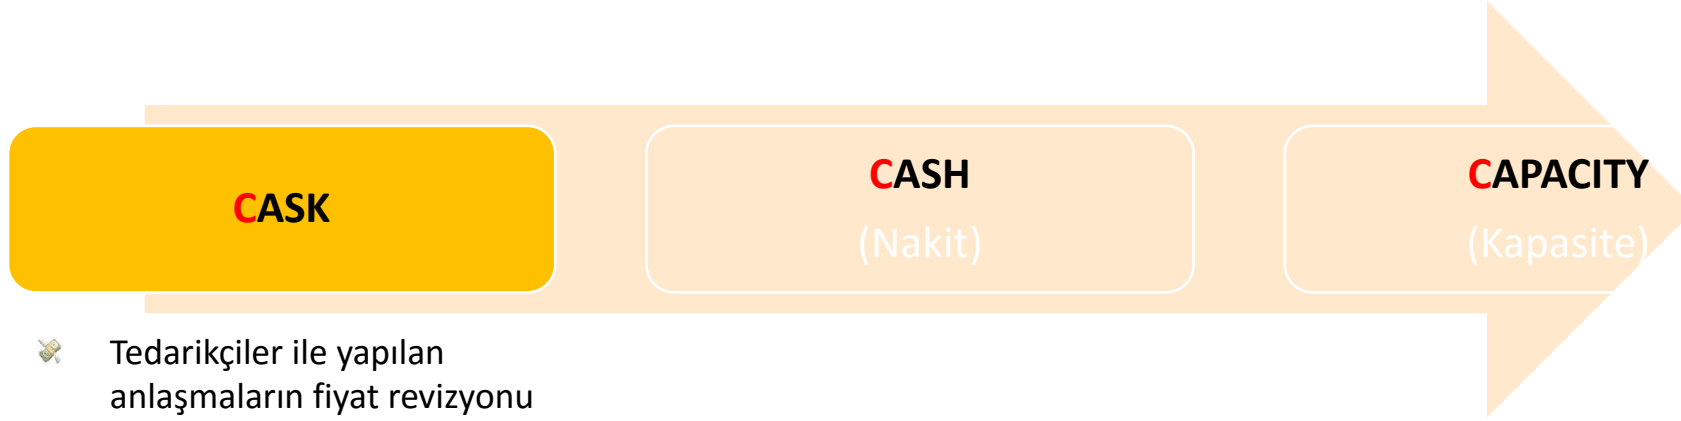 CASK
CASH
(Nakit)
CAPACITY
(Kapasite)
Tedarikçiler ile yapılan
anlaşmaların fiyat revizyonu